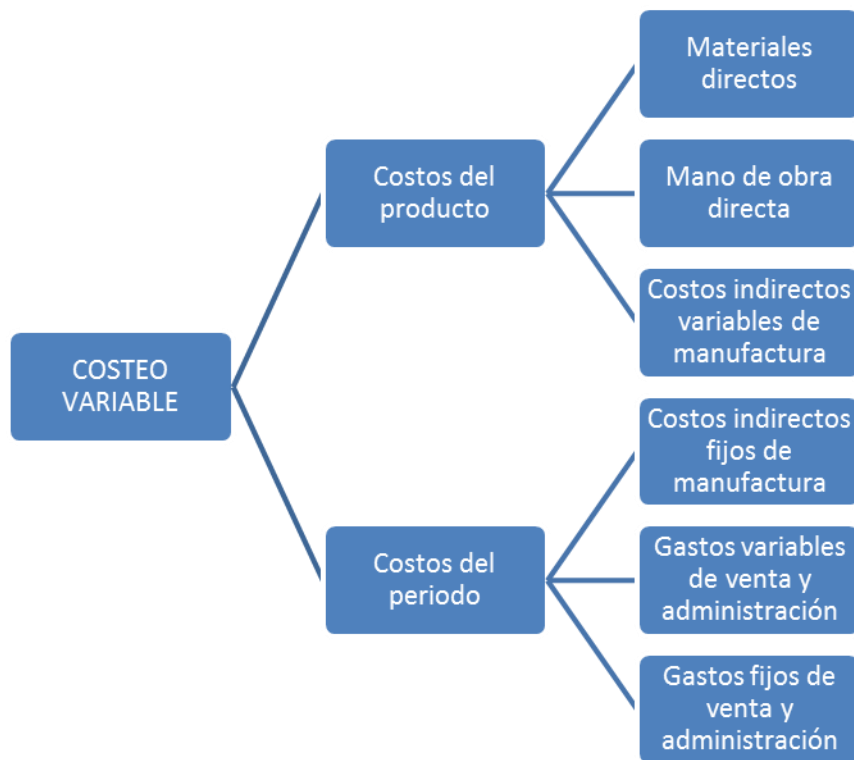 COSTEO
VARIABLE
Costos del
producto
Materiales
directos
Mano de obra
directa
Costos indirectos
variables de
manufactura
Costos del
periodo
Costos indirectos
fijos de
manufactura
Gastos variables
de venta y
administración
Gastos fijos de
venta y
administración